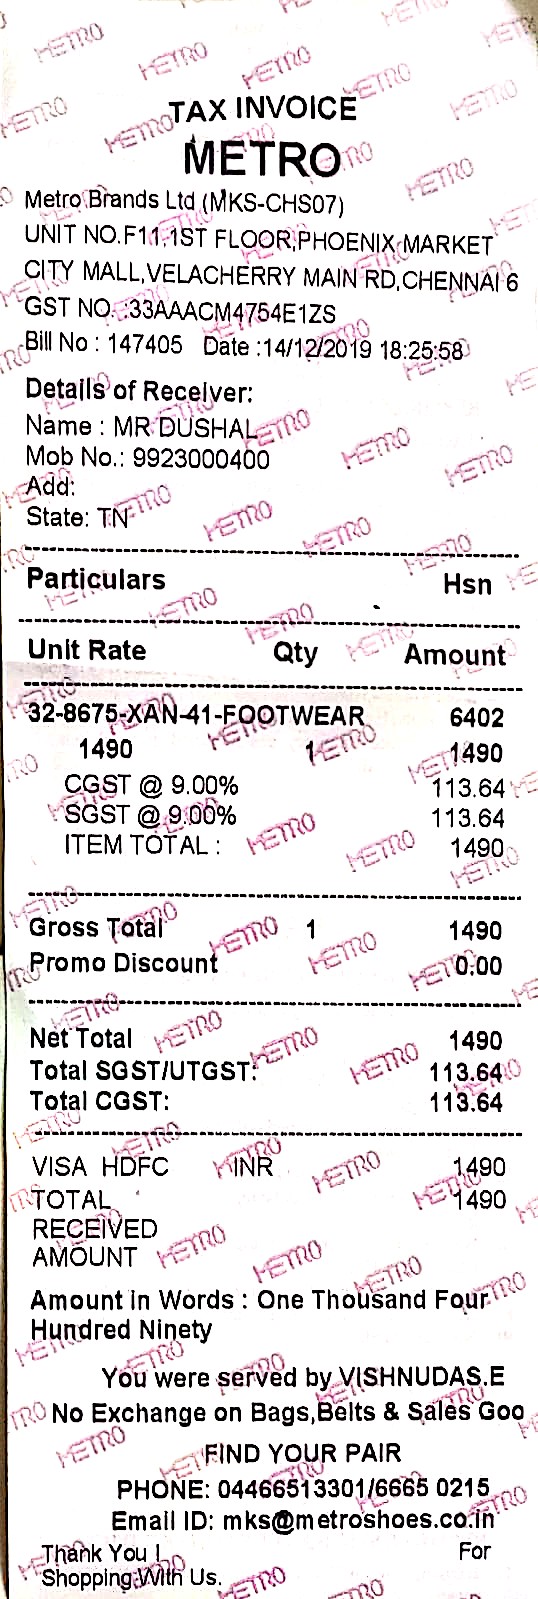 TAX INVOICE
METRO
Metro Brands Ltd (MKS-CHS07)
UNIT NO.F11,1ST FLOOR,PHOENIX MARKET
CITY MALL,VELACHERRY MAIN RD,CHENNAI 6
GST NO. :33AAACM4754E1ZS
Bill No : 147405 Date :14/12/2019 18:25:58
Details of Receiver:
Name : MR DUSHAL
Mob No.: 9923000400
Add:
State: TN
Particulars Hsn
Unit Rate Qty Amount
32-8675-XAN-41-FOOTWEAR 6402
1490 1 1490
CGST @ 9.00% 113.64
SGST @ 9.00% 113.64
ITEM TOTAL : 1490
Gross Total 1 1490
Promo Discount 0.00
Net Total 1490
Total SGST/UTGST: 113.64
Total CGST: 113.64
VISA HDFC INR 1490
TOTAL 1490
RECEIVED
AMOUNT
Amount in Words : One Thousand Four
Hundred Ninety
You were served by VISHNUDAS.E
No Exchange on Bags,Belts & Sales Goo
FIND YOUR PAIR
PHONE: 04466513301/6665 0215
Email ID: mks@metroshoes.co.in
Thank You ! For
Shopping With Us.